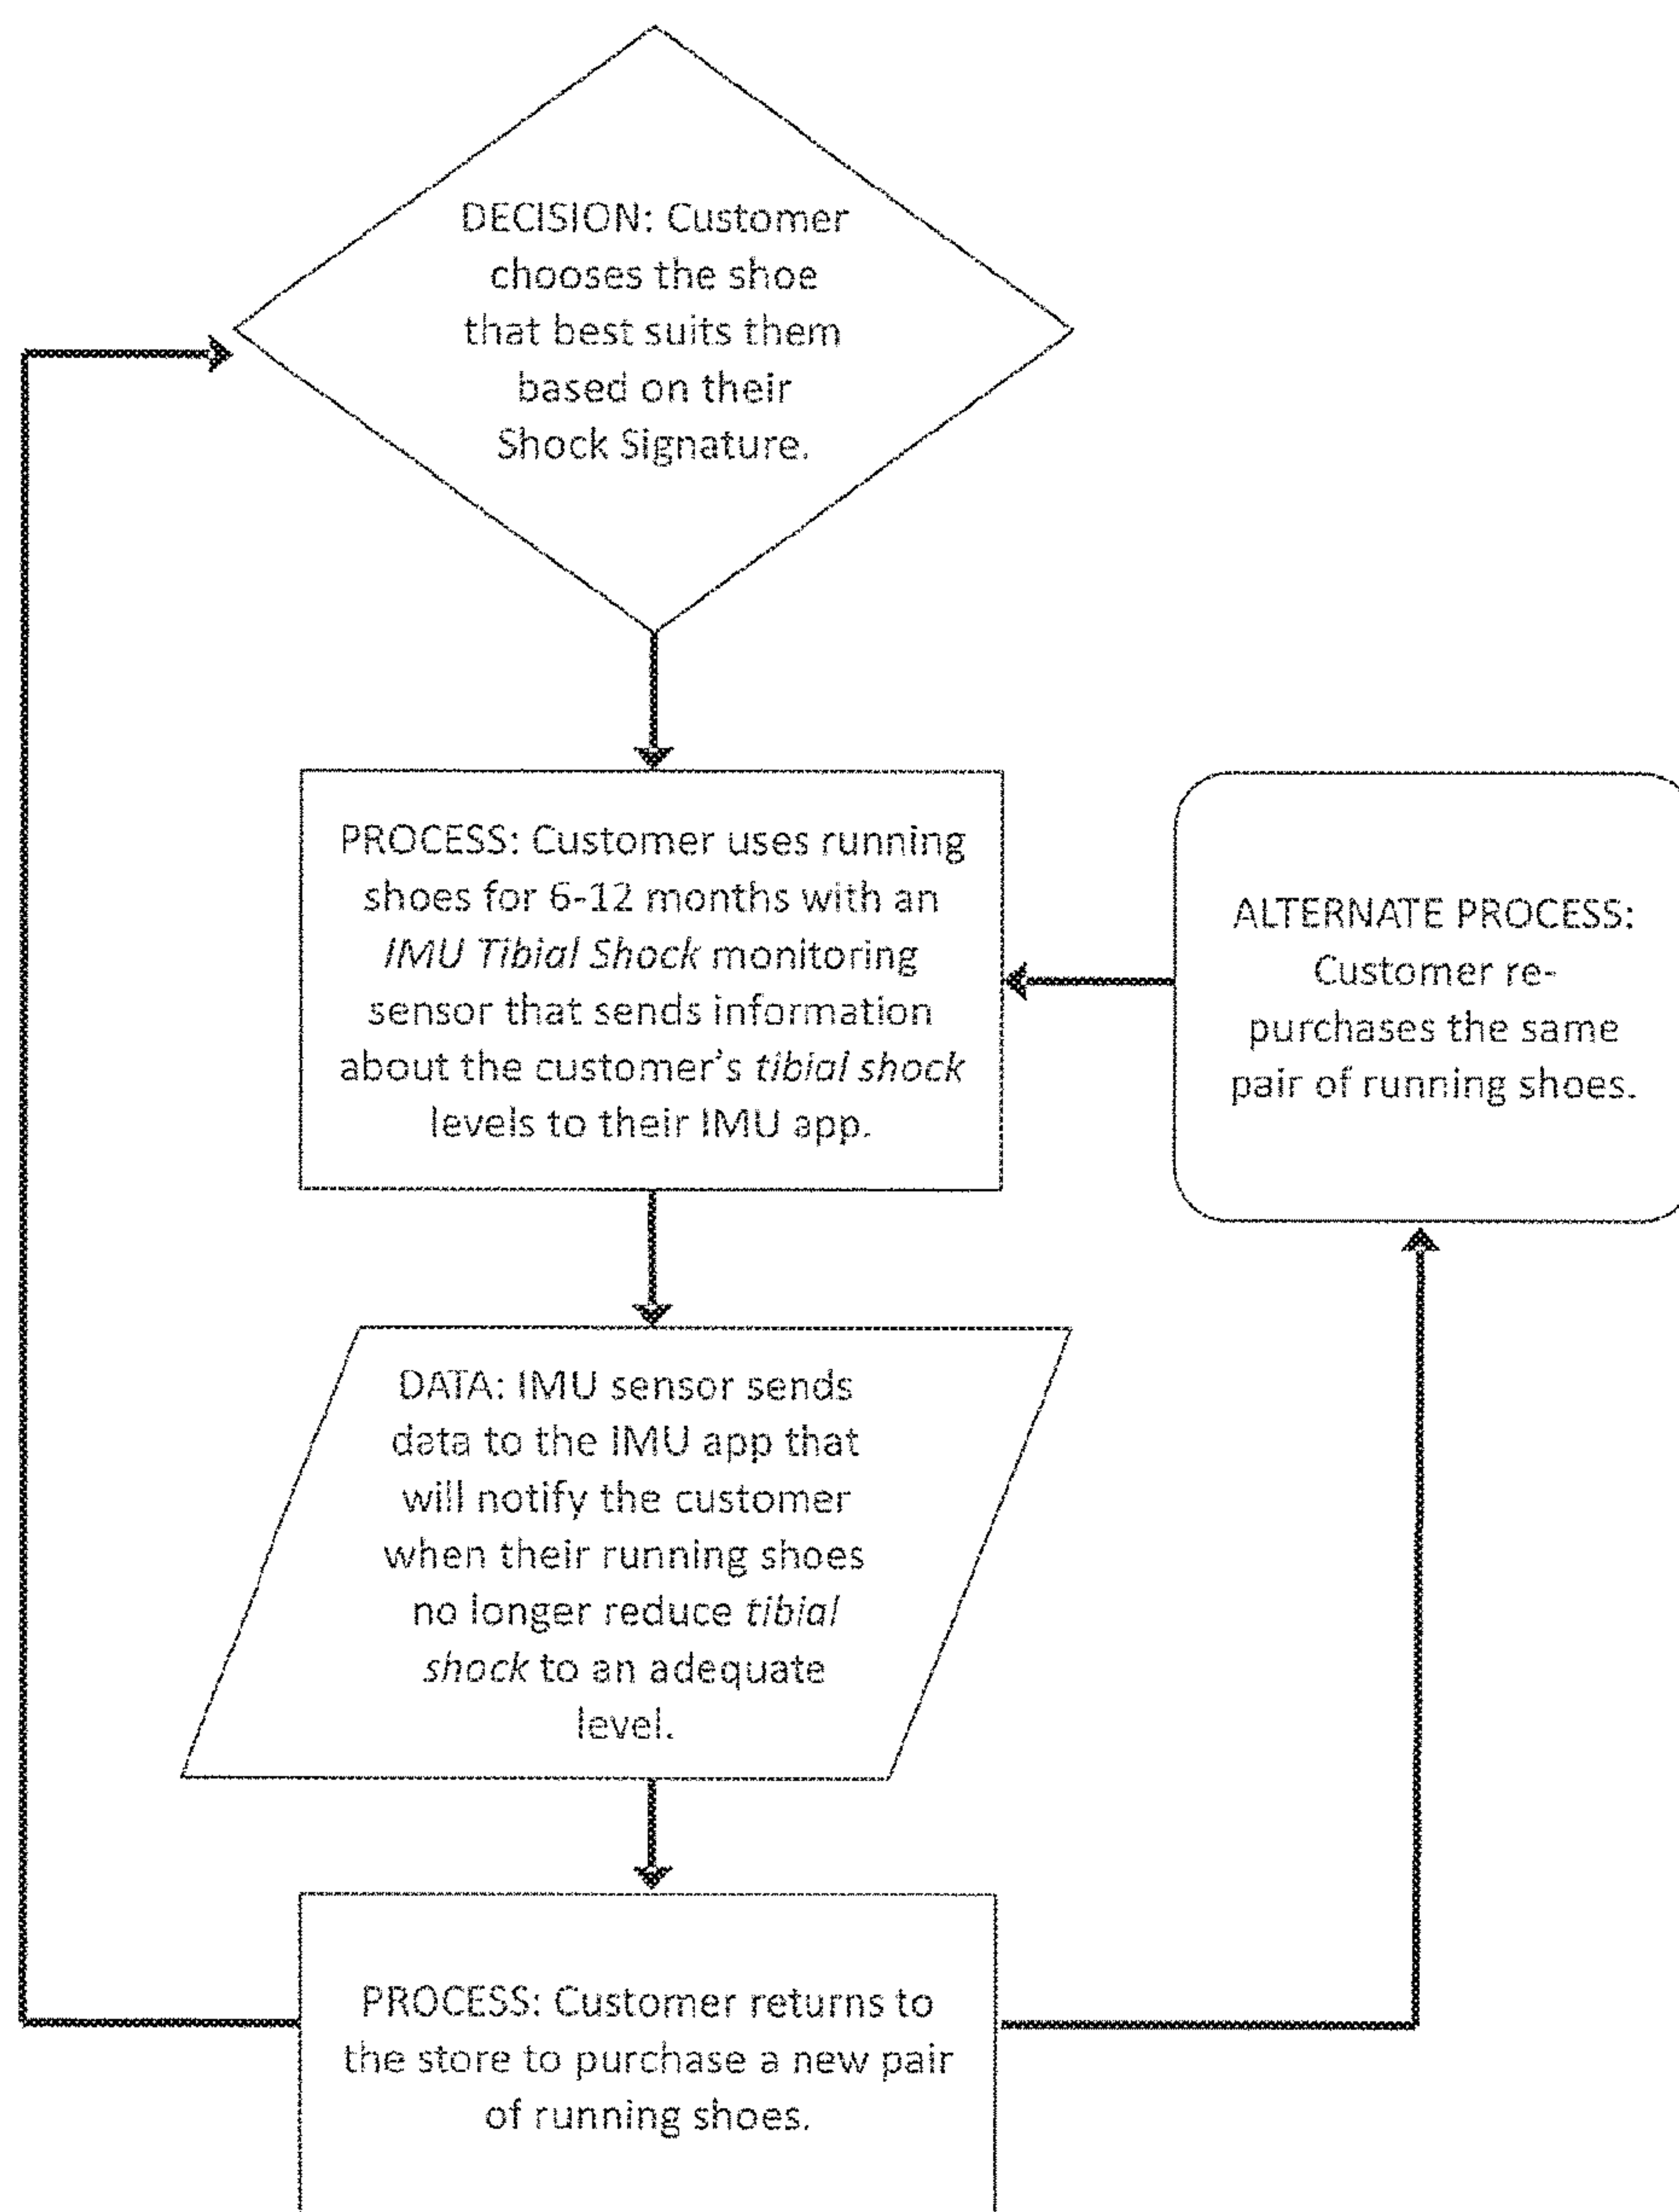 DECISION: Customer
chooses the shoe
that best suits them
based on their
Shock Signature.
PROCESS: Customer uses running
shoes for 6-12 months with an
IMU Tibial Shock monitoring
sensor that sends information
about the customer's tibial shock
levels to their IMU app.
ALTERNATE PROCESS:
Customer re-
purchases the same
pair of running shoes.
DATA: IMU sensor sends
data to the IMU app that
will notify the customer
when their running shoes
no longer reduce tibial
shock to an adequate
level.
PROCESS: Customer returns to
the store to purchase a new pair
of running shoes.